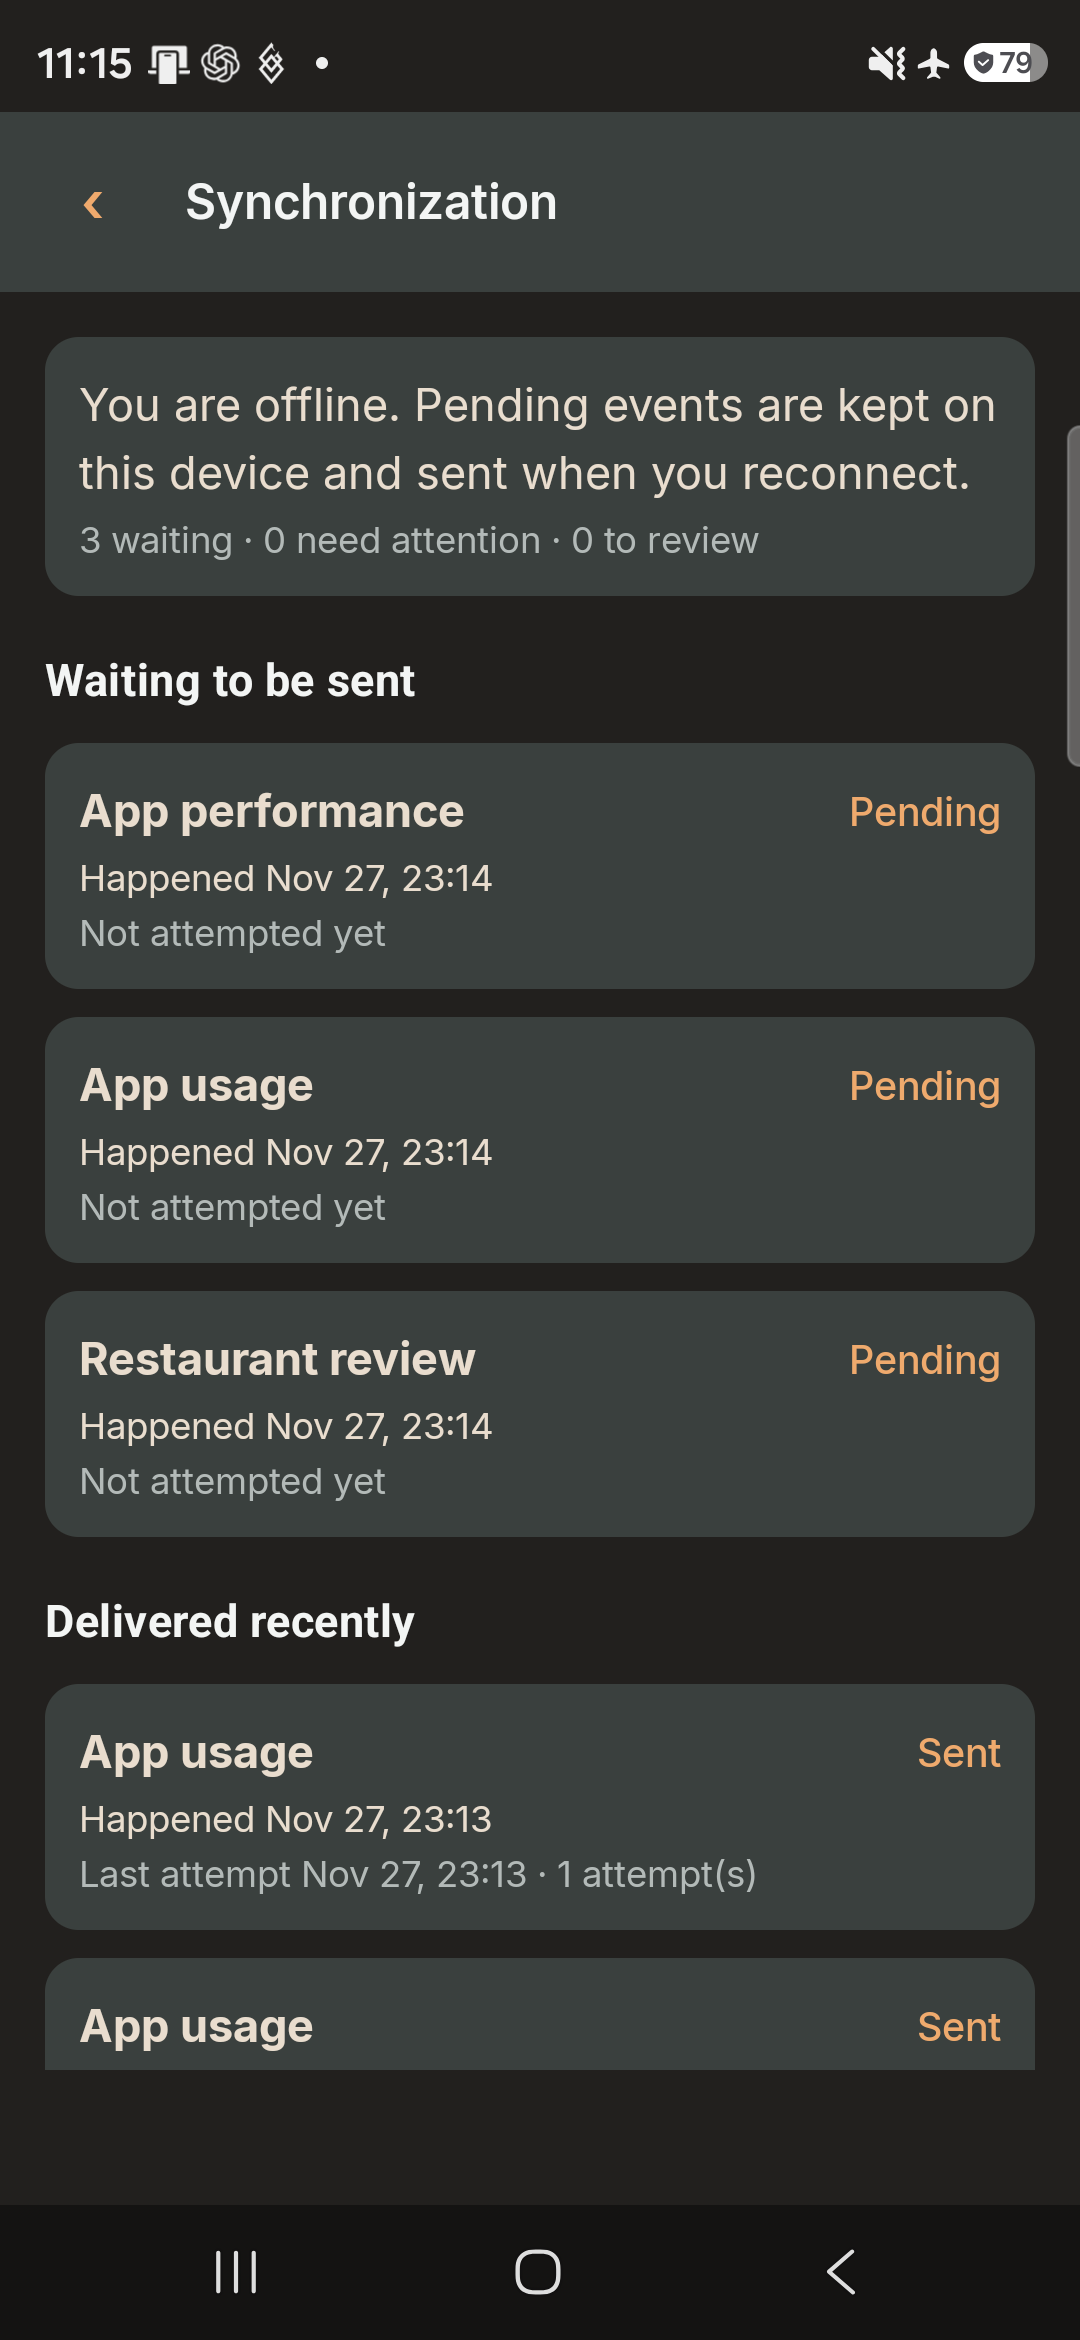 11:15
79
Synchronization
You are offline. Pending events are kept on
this device and sent when you reconnect.
3 waiting · 0 need attention · 0 to review
Waiting to be sent
App performance Pending
Happened Nov 27, 23:14
Not attempted yet
App usage Pending
Happened Nov 27, 23:14
Not attempted yet
Restaurant review Pending
Happened Nov 27, 23:14
Not attempted yet
Delivered recently
App usage Sent
Happened Nov 27, 23:13
Last attempt Nov 27, 23:13 · 1 attempt(s)
App usage Sent